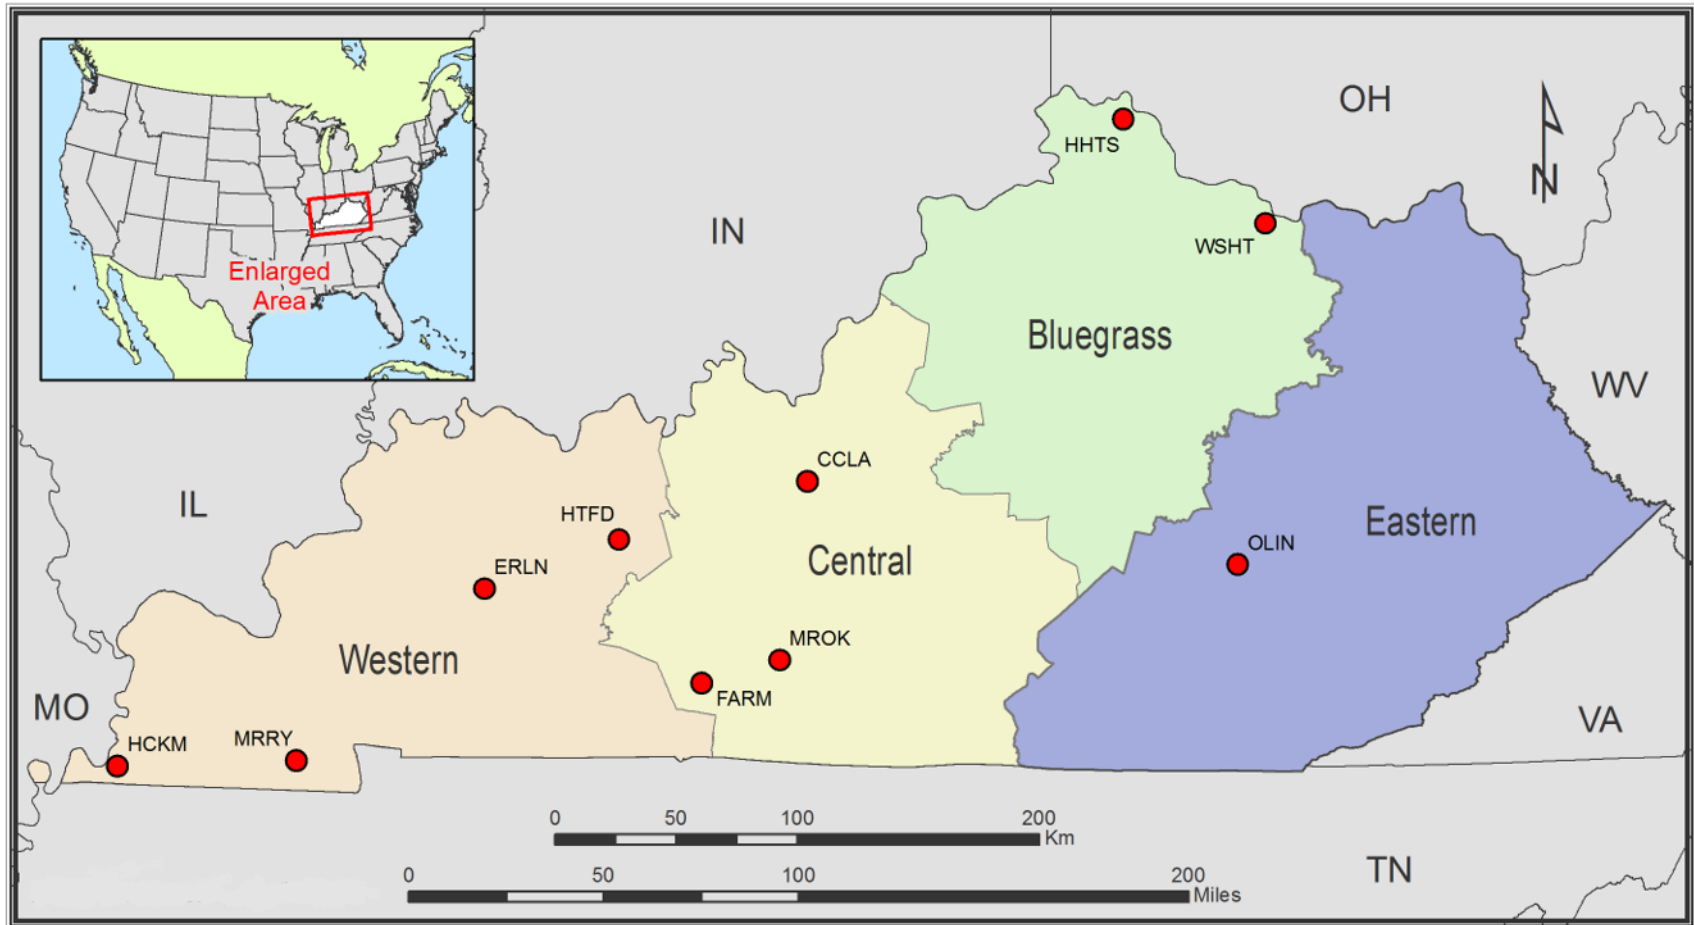 OH
HHTS
N
IN
WSHT
Enlarged
Area
Bluegrass
WV
CCLA
IL
HTFD
Eastern
OLIN
Central
ERLN
MROK
Western
FARM
MO
VA
HCKM
MRRY
0 50 100 200
Km
TN
0 50 100 200
Miles